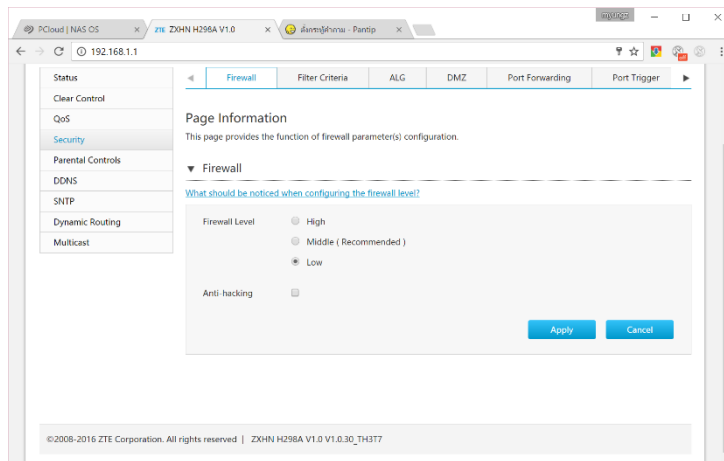 PCloud | NAS OS
ZTE ZXHN H298A V1.0
ตั้งกระทู้คำถาม - Pantip
192.168.1.1
Status
Firewall Filter Criteria ALG DMZ Port Forwarding Port Trigger
Clear Control
QoS
Security
Parental Controls
DDNS
SNTP
Dynamic Routing
Multicast
Page Information
This page provides the function of firewall parameter(s) configuration.
Firewall
What should be noticed when configuring the firewall level?
Firewall Level
High
Middle ( Recommended )
Low
Anti-hacking
Apply Cancel
©2008-2016 ZTE Corporation. All rights reserved | ZXHN H298A V1.0 V1.0.30_TH3T7